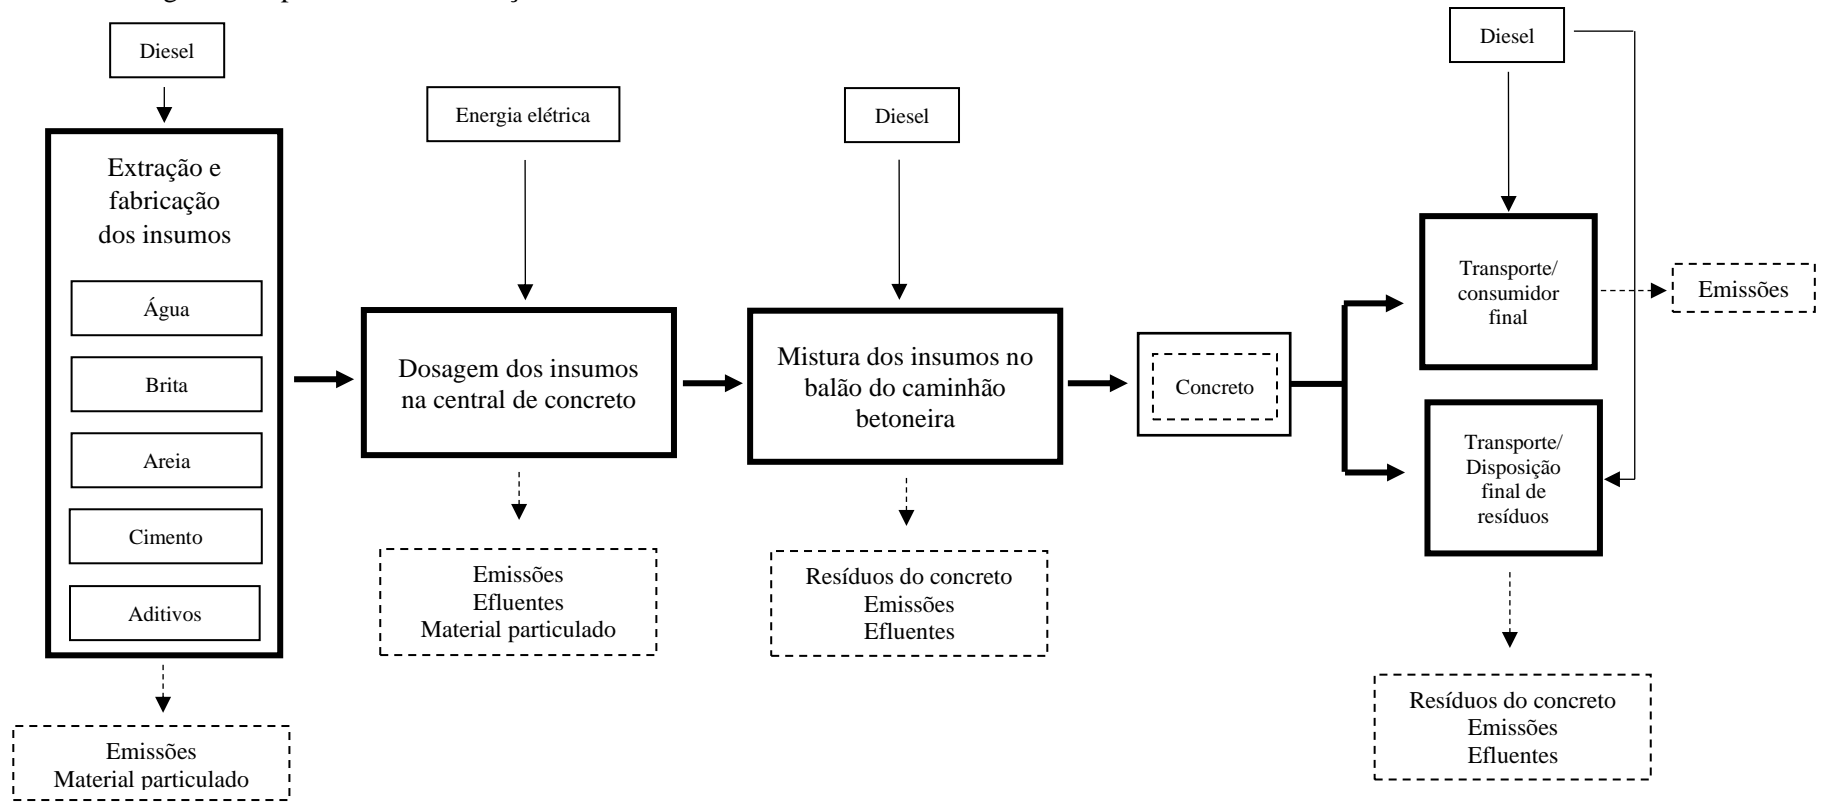 Diesel
Extração e
fabricação
dos insumos
Água
Brita
Areia
Cimento
Aditivos
Emissões
Material particulado
Energia elétrica
Dosagem dos insumos
na central de concreto
Emissões
Efluentes
Material particulado
Diesel
Mistura dos insumos no
balão do caminhão
betoneira
Resíduos do concreto
Emissões
Efluentes
Concreto
Diesel
Transporte/
consumidor
final
Emissões
Transporte/
Disposição
final de
resíduos
Resíduos do concreto
Emissões
Efluentes